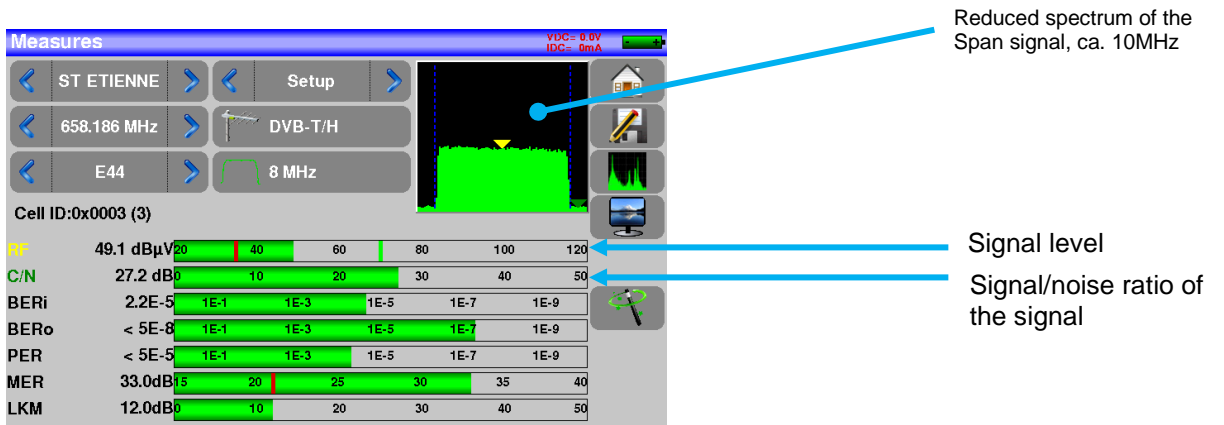 Reduced spectrum of the
Span signal, ca. 10MHz
Measures
VDC= 0.0V
IDC= 0mA
- +
ST ETIENNE
Setup
658.186 MHz
DVB-T/H
E44
8 MHz
Cell ID:0x0003 (3)
RF 49.1 dBµV 20 40 60 80 100 120
Signal level
C/N 27.2 dB 0 10 20 30 40 50
Signal/noise ratio of
the signal
BERi 2.2E-5 1E-1 1E-3 1E-5 1E-7 1E-9
BERo < 5E-8 1E-1 1E-3 1E-5 1E-7 1E-9
PER < 5E-5 1E-1 1E-3 1E-5 1E-7 1E-9
MER 33.0dB 15 20 25 30 35 40
LKM 12.0dB 0 10 20 30 40 50